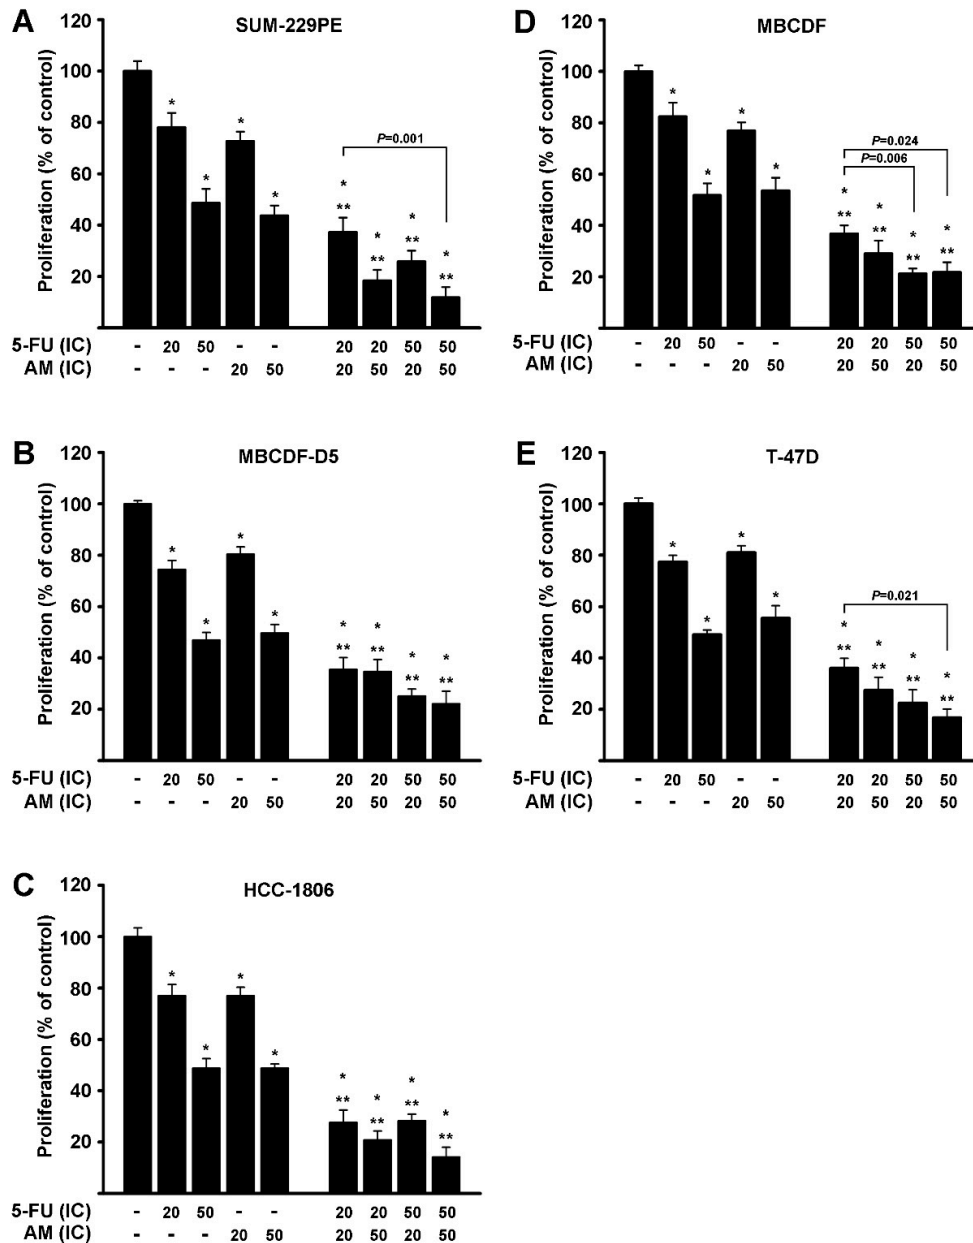 A
SUM-229PE
Proliferation (% of control)
120
100
80
60
40
20
* * * * * * * *
** ** ** **
P=0.001
5-FU (IC) - 20 50 - - 20 20 50 50
AM (IC) - - - 20 50 20 50 20 50
B
MBCDF-D5
Proliferation (% of control)
120
100
80
60
40
20
* * * * * * * *
** ** ** **
5-FU (IC) - 20 50 - - 20 20 50 50
AM (IC) - - - 20 50 20 50 20 50
C
HCC-1806
Proliferation (% of control)
120
100
80
60
40
20
* * * * * * * *
** ** ** **
5-FU (IC) - 20 50 - - 20 20 50 50
AM (IC) - - - 20 50 20 50 20 50
D
MBCDF
Proliferation (% of control)
120
100
80
60
40
20
* * * * * * * *
** ** ** **
P=0.024
P=0.006
5-FU (IC) - 20 50 - - 20 20 50 50
AM (IC) - - - 20 50 20 50 20 50
E
T-47D
Proliferation (% of control)
120
100
80
60
40
20
* * * * * * * *
** ** ** **
P=0.021
5-FU (IC) - 20 50 - - 20 20 50 50
AM (IC) - - - 20 50 20 50 20 50